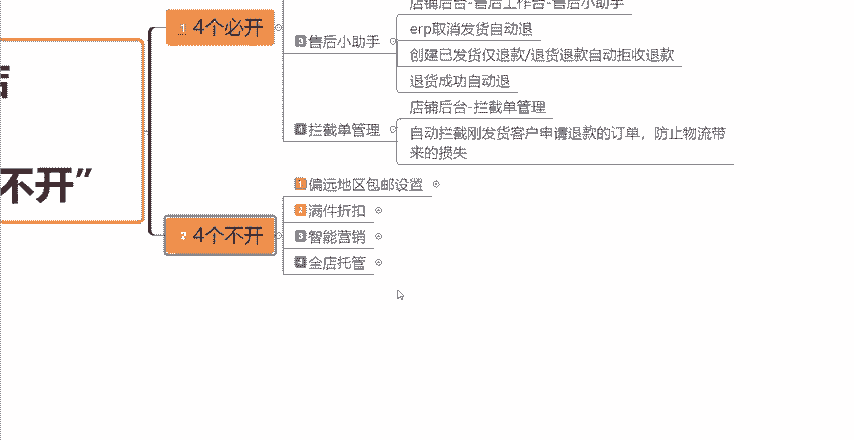 店铺后台-售后工作台-售后小助手
1 4个必开
erp取消发货自动退
3 售后小助手
创建已发货仅退款/退货退款自动拒收退款
退货成功自动退
店铺后台-拦截单管理
4 拦截单管理
自动拦截刚发货客户申请退款的订单，防止物流带
来的损失
不开”
1 偏远地区包邮设置
2 满件折扣
2 4个不开
3 智能营销
4 全店托管